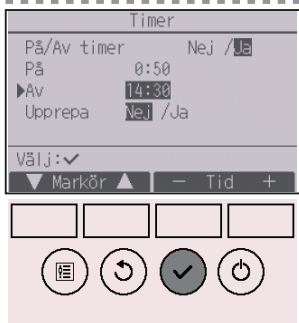 Timer
På/Av timer Nej / Ja
På 0:50
▶Av 14:30
Upprepa Nej / Ja
Välj:✓
▼ Markör ▲ − Tid +